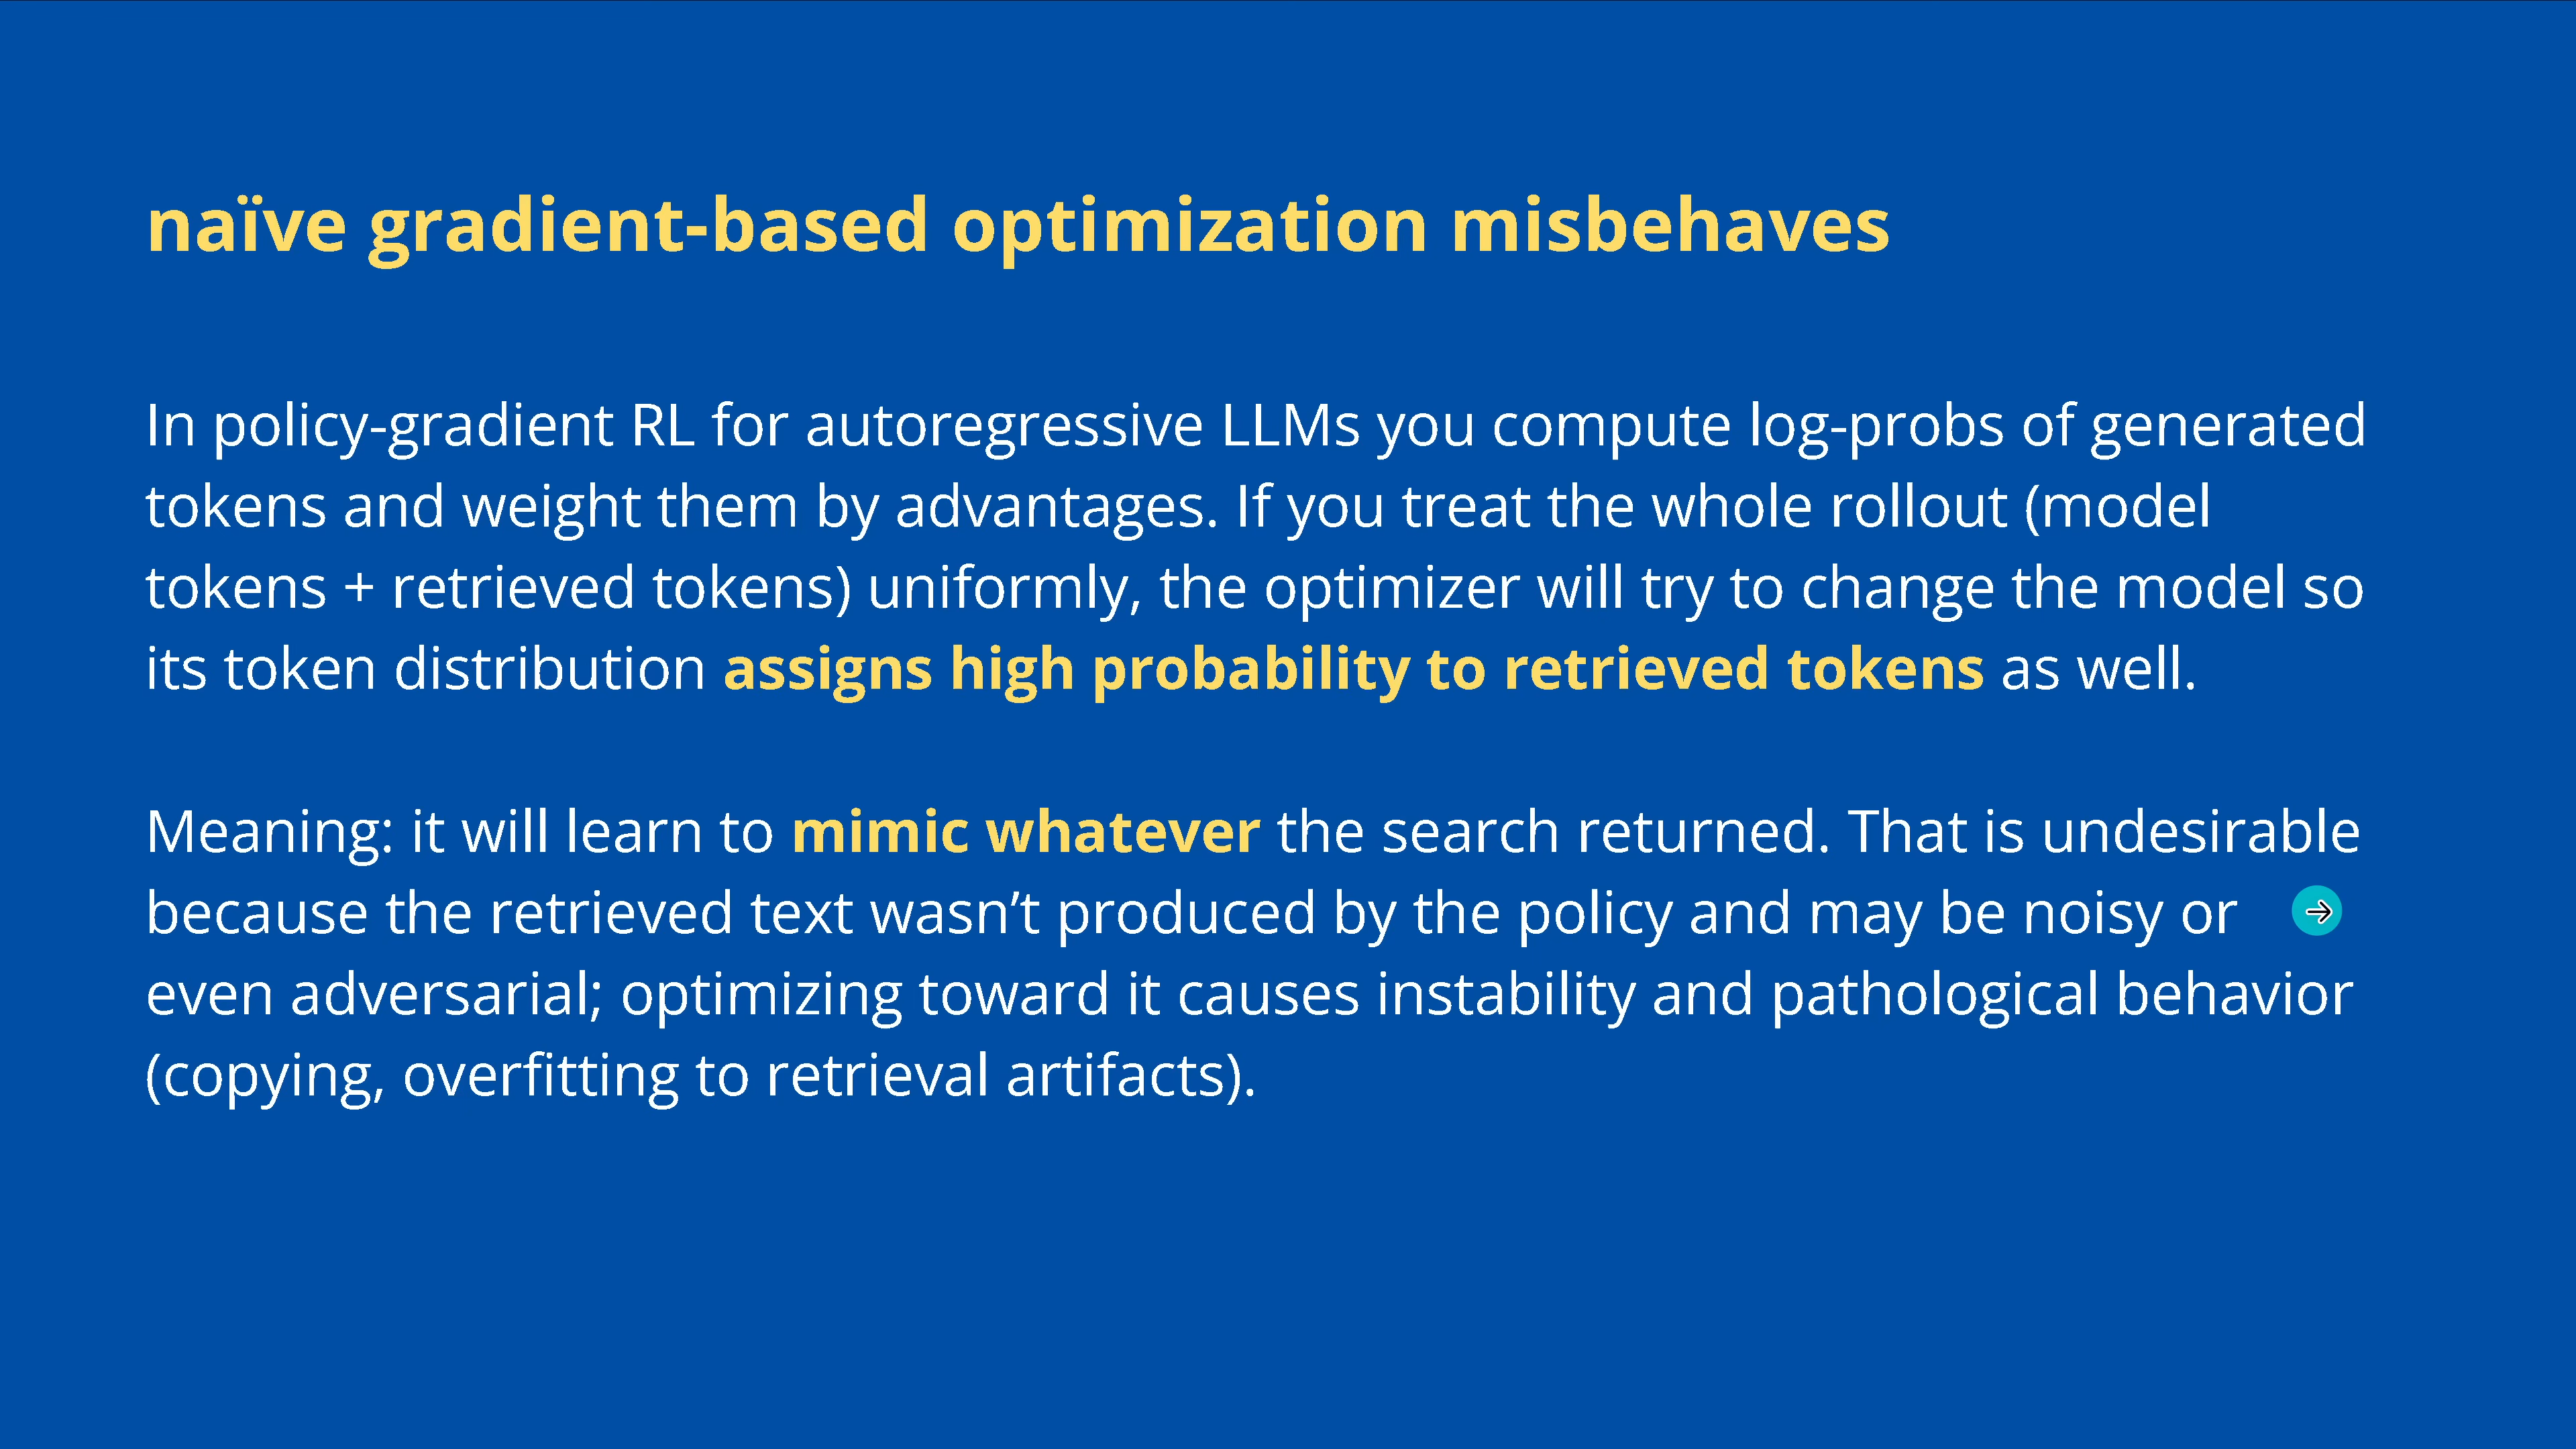 naïve gradient-based optimization misbehaves
In policy-gradient RL for autoregressive LLMs you compute log-probs of generated
tokens and weight them by advantages. If you treat the whole rollout (model
tokens + retrieved tokens) uniformly, the optimizer will try to change the model so
its token distribution assigns high probability to retrieved tokens as well.
Meaning: it will learn to mimic whatever the search returned. That is undesirable
because the retrieved text wasn’t produced by the policy and may be noisy or
even adversarial; optimizing toward it causes instability and pathological behavior
(copying, overfitting to retrieval artifacts).